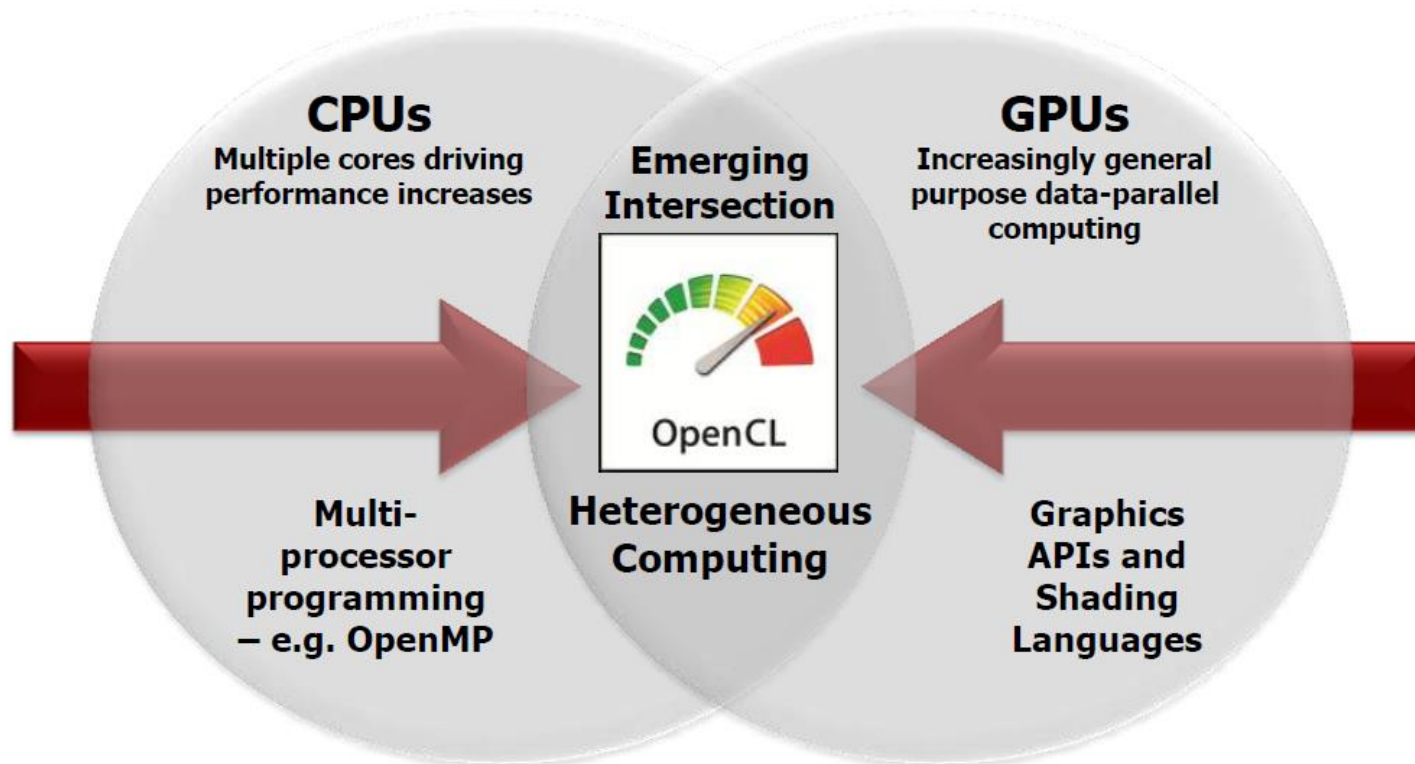 CPUs
Multiple cores driving
performance increases
Emerging
Intersection
GPUs
Increasingly general
purpose data-parallel
computing
OpenCL
Multi-
processor
programming
– e.g. OpenMP
Heterogeneous
Computing
Graphics
APIs and
Shading
Languages